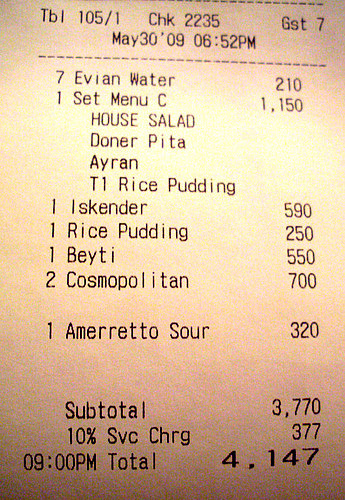 Tbl 105/1 Chk 2235 Gst 7
May30'09 06:52PM
7 Evian Water 210
1 Set Menu C 1,150
HOUSE SALAD
Doner Pita
Ayran
T1 Rice Pudding
1 Iskender 590
1 Rice Pudding 250
1 Beyti 550
2 Cosmopolitan 700
1 Amerretto Sour 320
Subtotal 3,770
10% Svc Chrg 377
09:00PM Total 4,147